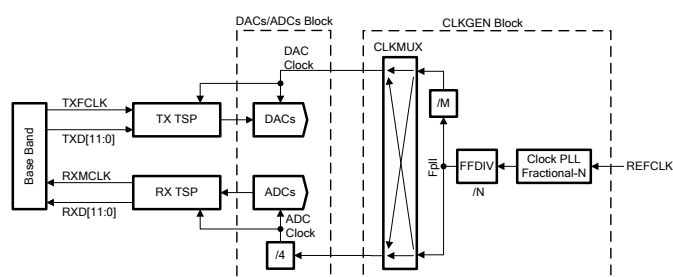 DACs/ADCs Block
CLKGEN Block
CLKMUX
DAC
Clock
Base Band
TXFCLK
TXD[11:0]
TX TSP
DACs
/M
RXMCLK
RXD[11:0]
RX TSP
ADCs
ADC
Clock
/4
Fpll
FFDIV
/N
Clock PLL
Fractional-N
REFCLK